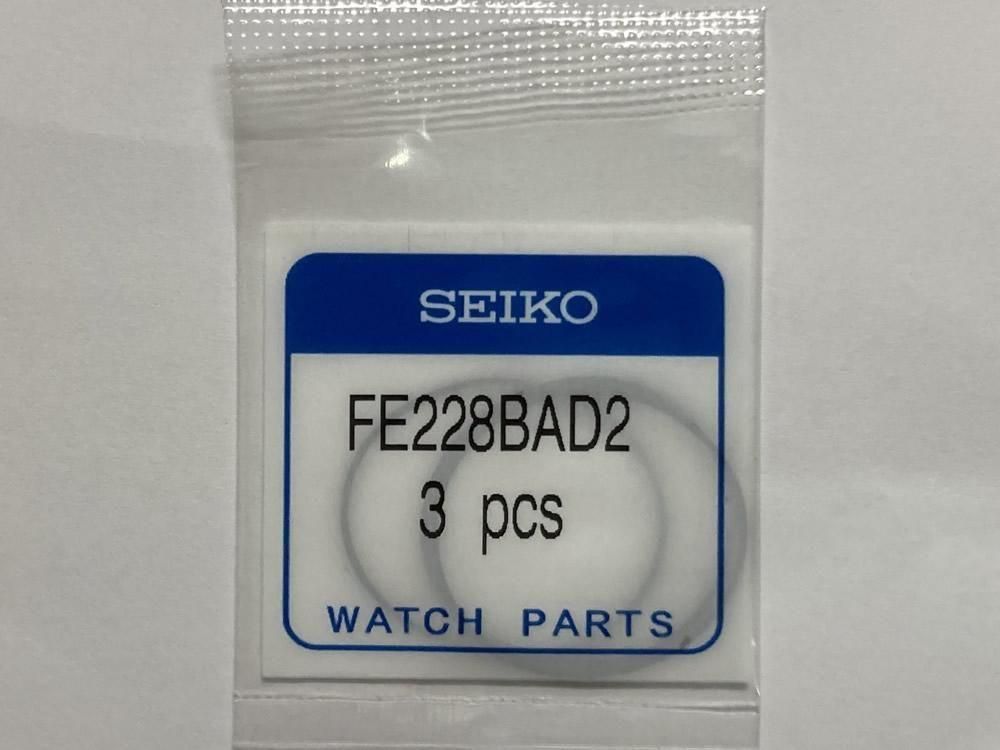 SEIKO
FE228BAD2
3 pcs
WATCH PARTS